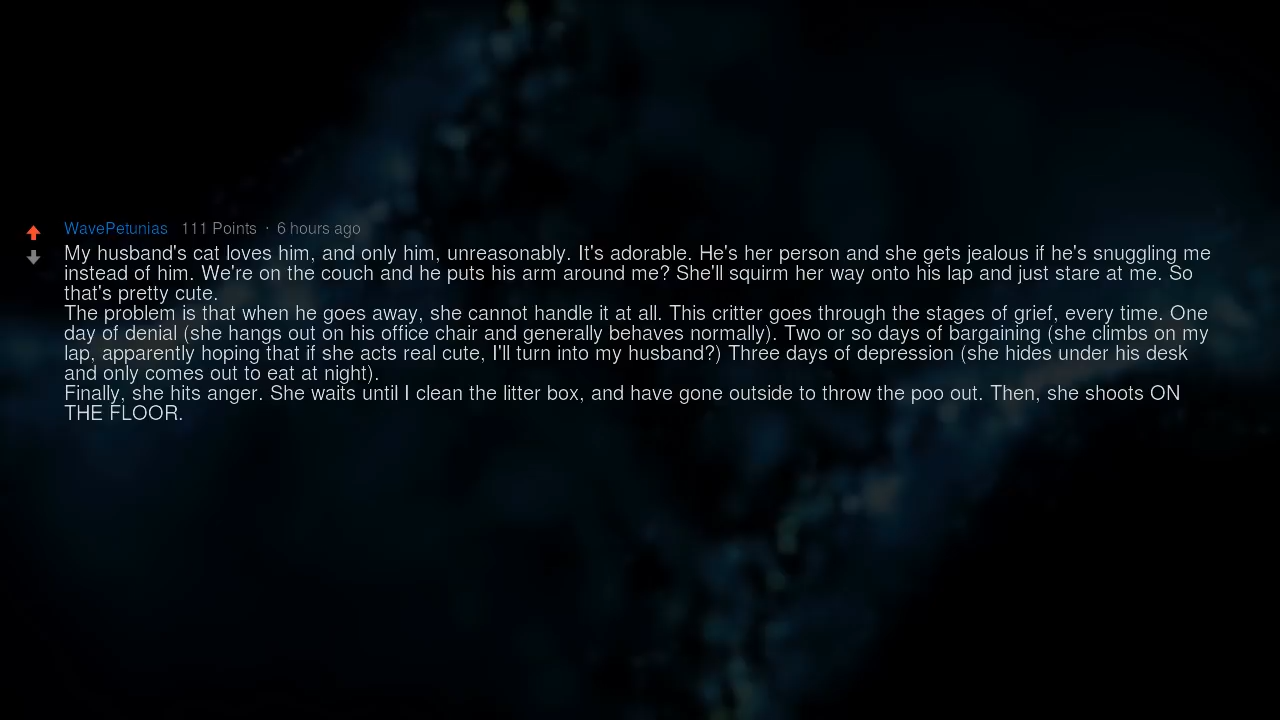 WavePetunias 111 Points · 6 hours ago
My husband's cat loves him, and only him, unreasonably. It's adorable. He's her person and she gets jealous if he's snuggling me
instead of him. We're on the couch and he puts his arm around me? She'll squirm her way onto his lap and just stare at me. So
that's pretty cute.
The problem is that when he goes away, she cannot handle it at all. This critter goes through the stages of grief, every time. One
day of denial (she hangs out on his office chair and generally behaves normally). Two or so days of bargaining (she climbs on my
lap, apparently hoping that if she acts real cute, I'll turn into my husband?) Three days of depression (she hides under his desk
and only comes out to eat at night).
Finally, she hits anger. She waits until I clean the litter box, and have gone outside to throw the poo out. Then, she shoots ON
THE FLOOR.